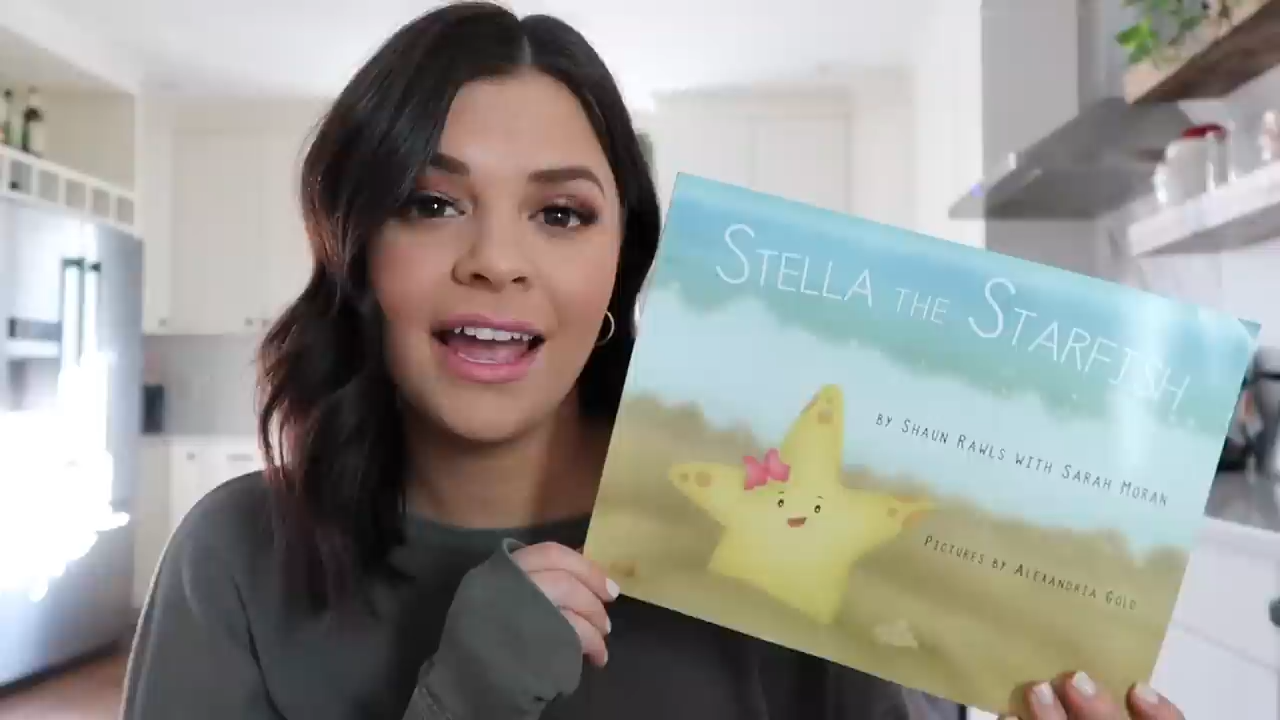 STELLA THE STARFISH
BY SHAUN RAWLS WITH SARAH MORAN
PICTURES BY ALEXANDRIA GOLD